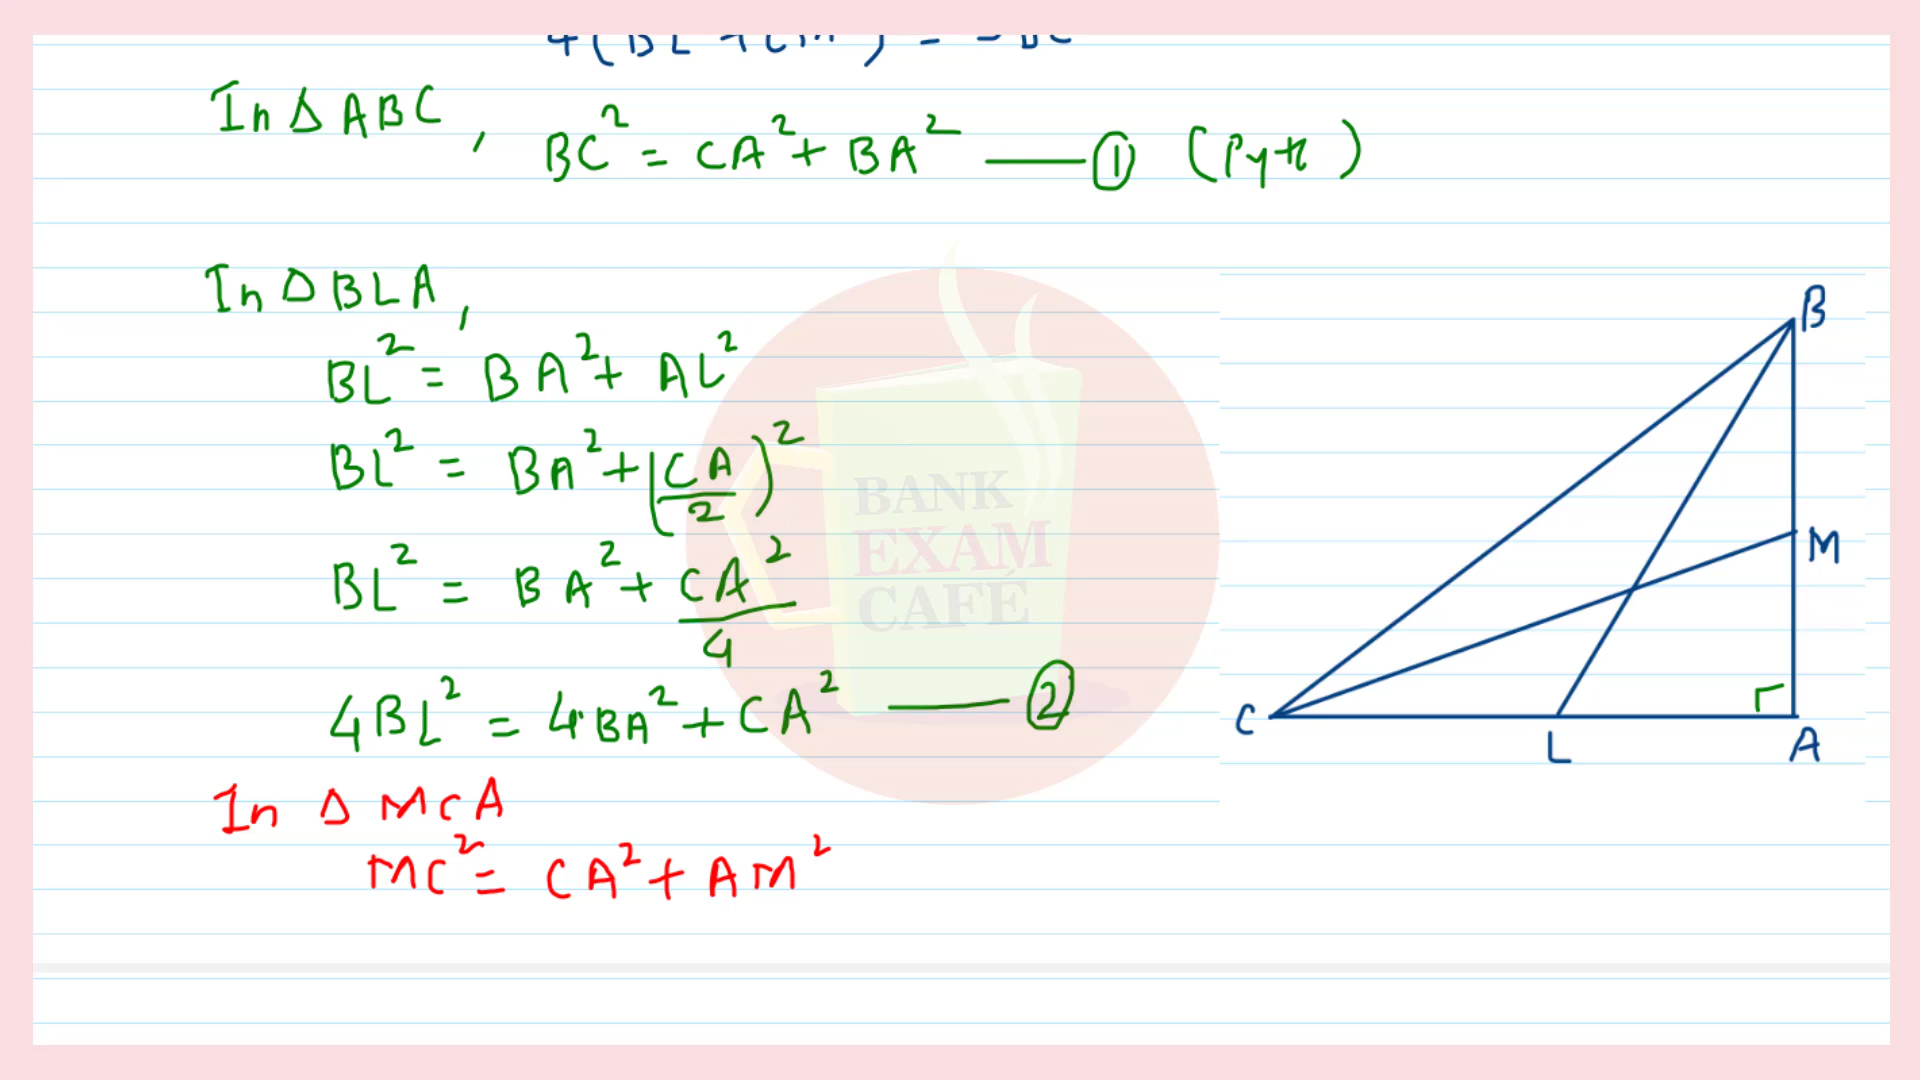 In Δ ABC, BC² = CA² + BA² —— ① (Pyth)
In Δ BLA,
BL² = BA² + AL²
BL² = BA² + (CA/2)²
BL² = BA² + CA²/4
4BL² = 4BA² + CA² —— ②
In Δ MCA
MC² = CA² + AM²
B
M
C
L
A
BANK
EXAM
CAFÉ